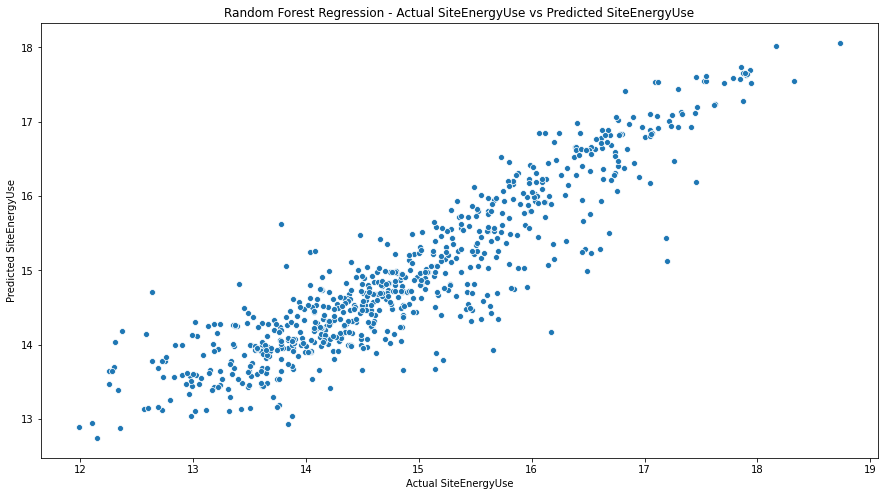 Random Forest Regression - Actual SiteEnergyUse vs Predicted SiteEnergyUse
18
17
16
15
14
13
Predicted SiteEnergyUse
12 13 14 15 16 17 18 19
Actual SiteEnergyUse